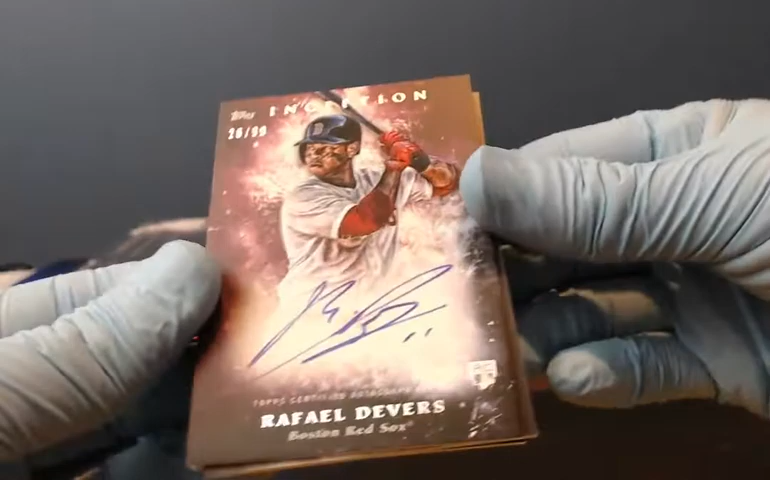 Topps INCEPTION
26/99
B
TOPPS CERTIFIED AUTOGRAPH
RAFAEL DEVERS
Boston Red Sox